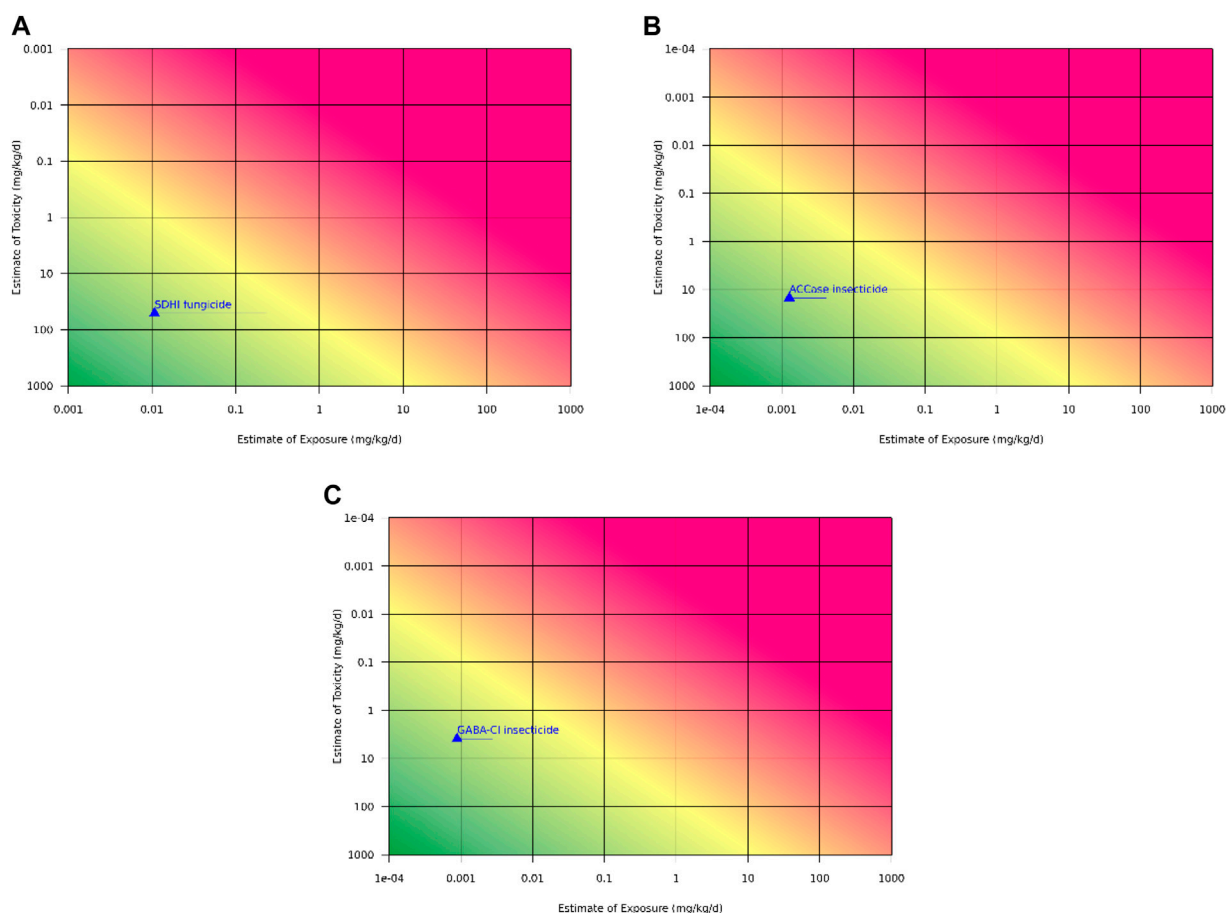 A
B
0.001
0.01
0.1
1
10
100
1000
Estimate of Toxicity (mg/kg/d)
SDHI fungicide
0.001
0.01
0.1
1
10
100
1000
Estimate of Exposure (mg/kg/d)
1e-04
0.001
0.01
0.1
1
10
100
1000
Estimate of Toxicity (mg/kg/d)
ACCase insecticide
1e-04
0.001
0.01
0.1
1
10
100
1000
Estimate of Exposure (mg/kg/d)
C
1e-04
0.001
0.01
0.1
1
10
100
1000
Estimate of Toxicity (mg/kg/d)
GABA-Cl insecticide
1e-04
0.001
0.01
0.1
1
10
100
1000
Estimate of Exposure (mg/kg/d)